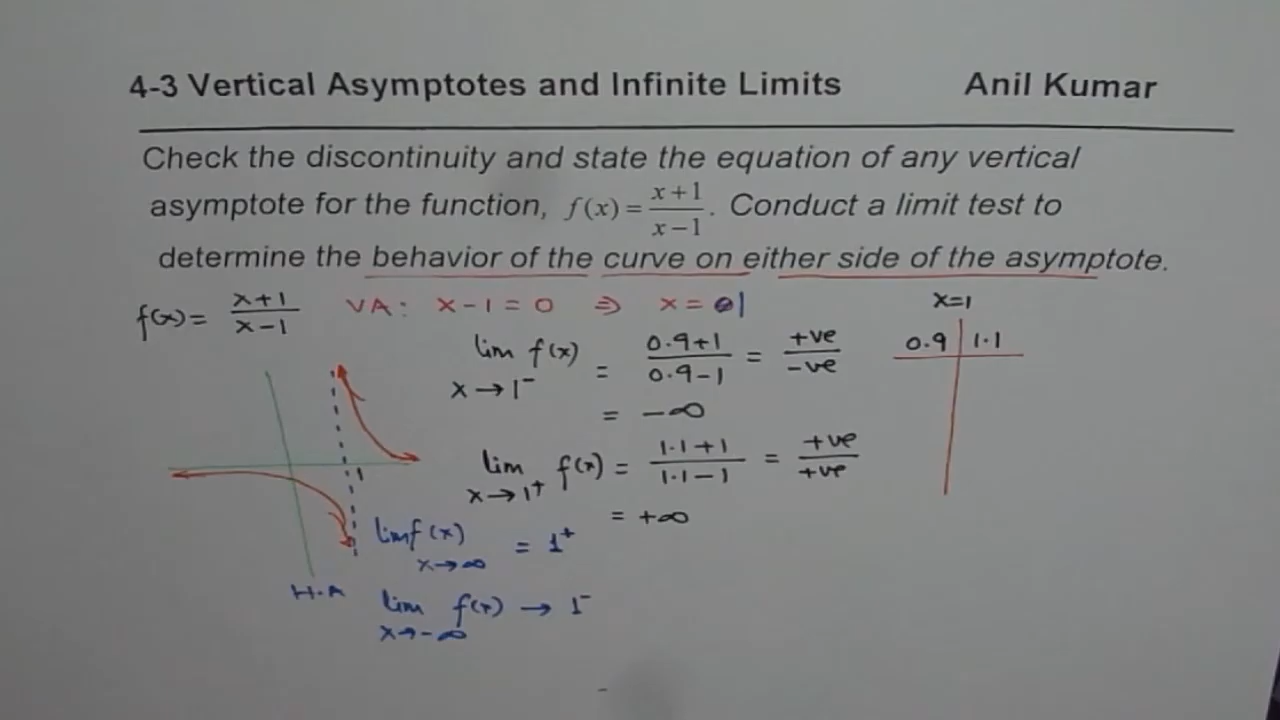 4-3 Vertical Asymptotes and Infinite Limits Anil Kumar
Check the discontinuity and state the equation of any vertical
asymptote for the function, f(x) = (x+1)/(x−1). Conduct a limit test to
determine the behavior of the curve on either side of the asymptote.
f(x) = (x+1)/(x−1) VA: x−1=0 ⇒ x=1
x=1
0.9 | 1.1
lim x→1⁻ f(x) = (0.9+1)/(0.9−1) = +ve/−ve
= −∞
lim x→1⁺ f(x) = (1.1+1)/(1.1−1) = +ve/+ve
= +∞
1
lim f(x) x→∞ = 1⁺
H.A
lim x→−∞ f(x) → 1⁻